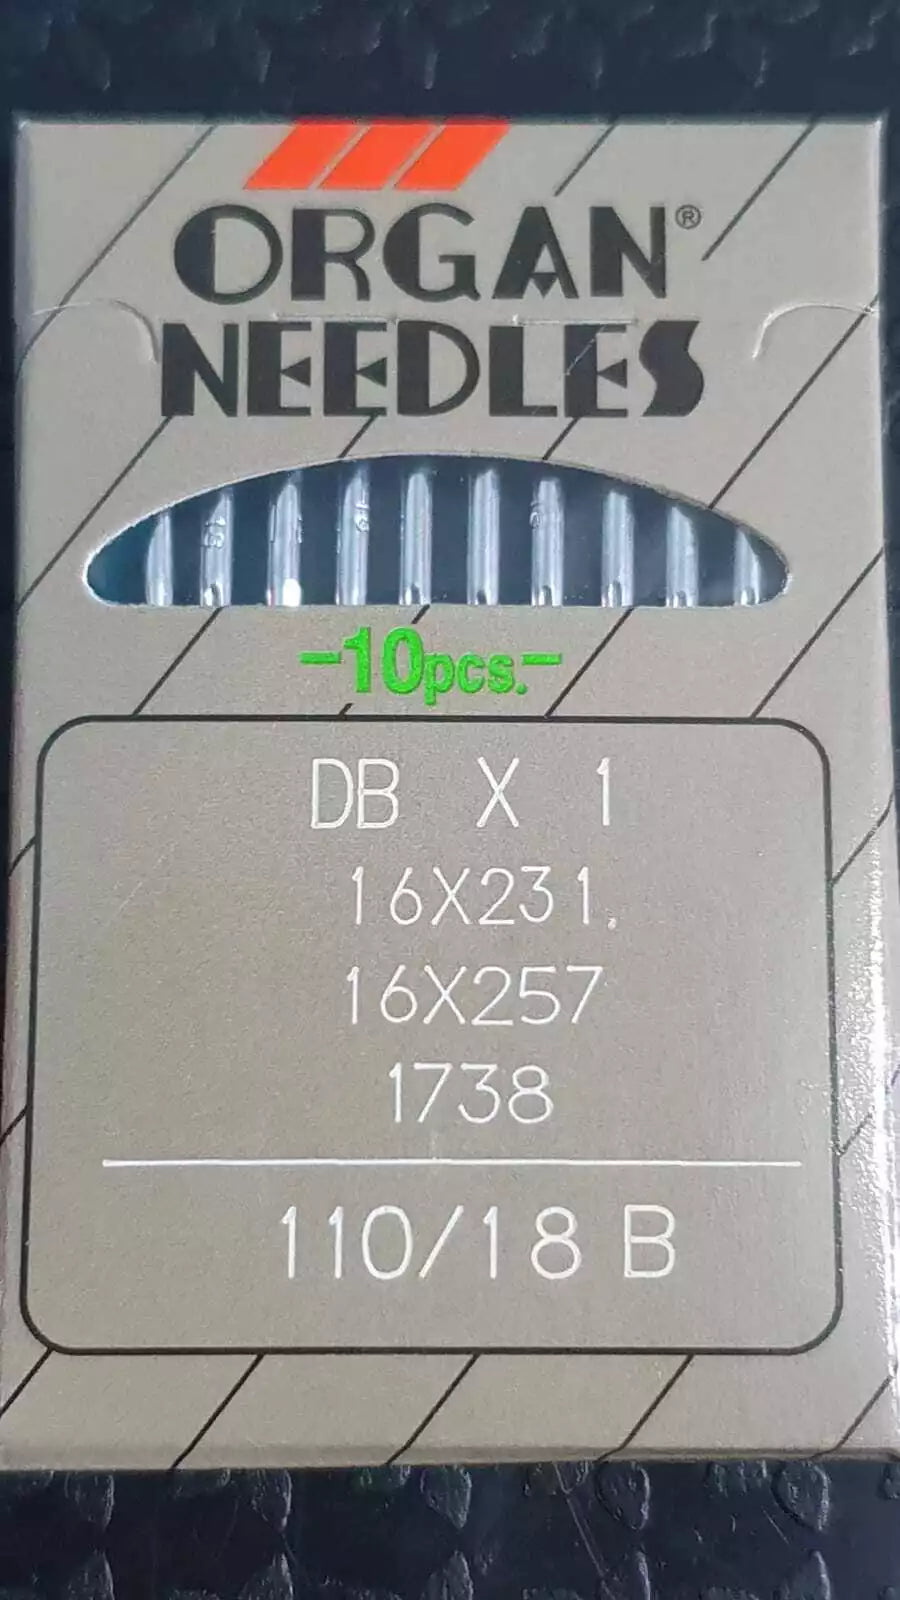 ORGAN®
NEEDLES
-10pcs.-
DB X 1
16X231.
16X257
1738
110/18 B